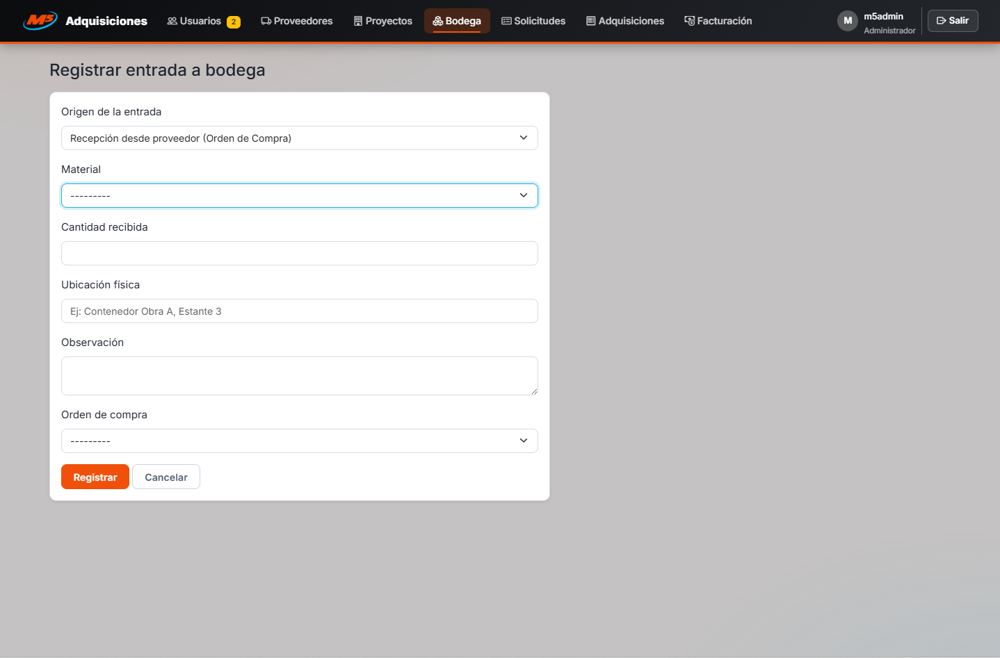 M5 Adquisiciones Usuarios 2 Proveedores Proyectos Bodega Solicitudes Adquisiciones Facturación M m5admin Administrador Salir
Registrar entrada a bodega
Origen de la entrada
Recepción desde proveedor (Orden de Compra)
Material
---------
Cantidad recibida
Ubicación física
Ej: Contenedor Obra A, Estante 3
Observación
Orden de compra
---------
Registrar Cancelar